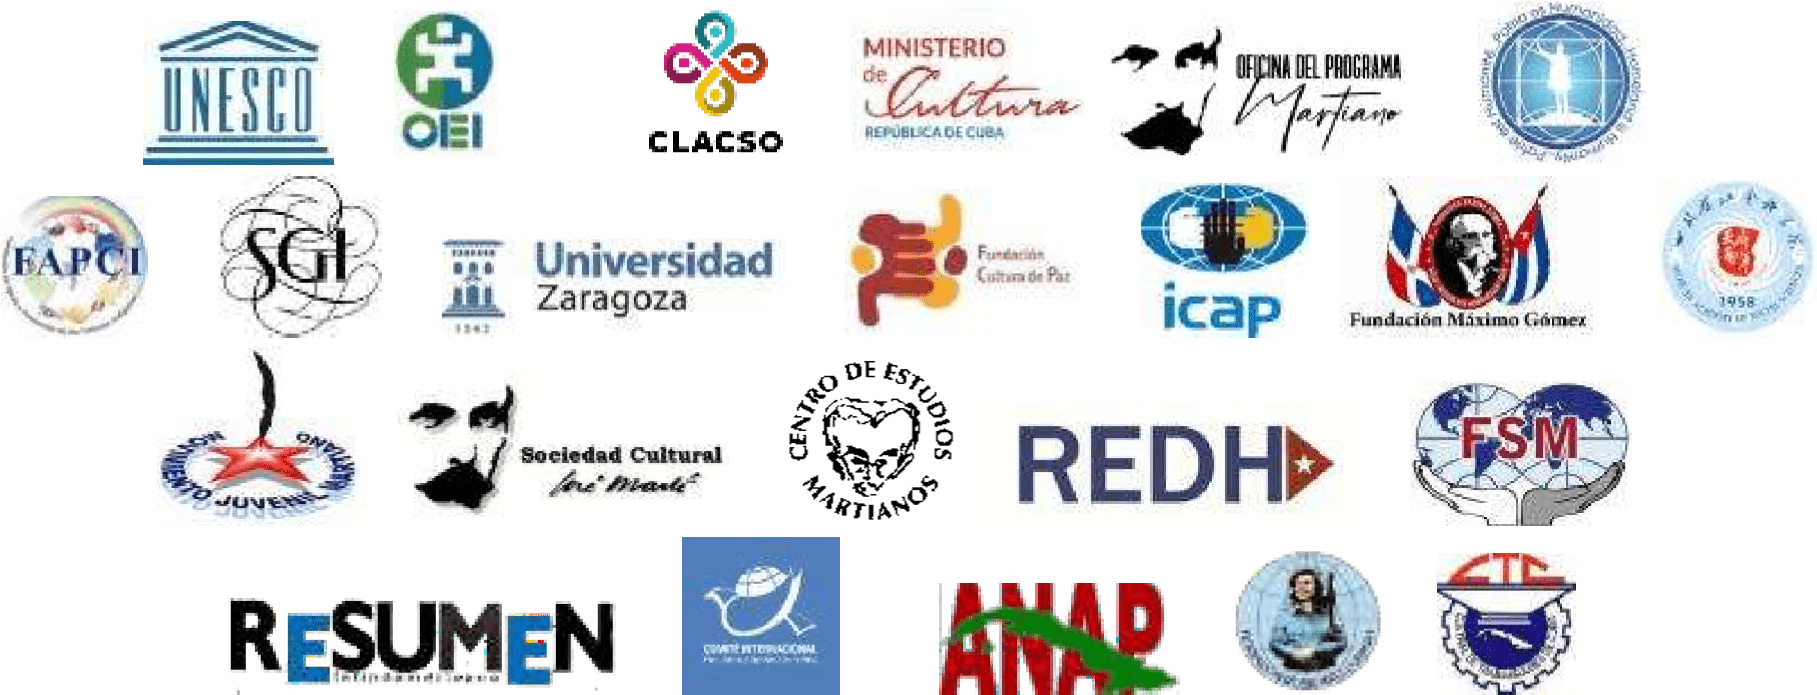 UNESCO
OEI
CLACSO
MINISTERIO
de
Cultura
REPÚBLICA DE CUBA
OFICINA DEL PROGRAMA
Martiano
FAPCI
SGI
Universidad
Zaragoza
1542
Fundación
Cultura de Paz
icap
Fundación Máximo Gómez
1958
MOVIMIENTO JUVENIL MARTIANO
Sociedad Cultural
José Martí
CENTRO DE ESTUDIOS
MARTIANOS
REDH
FSM
RESUMEN
latinoamericano
COMITÉ INTERNACIONAL
ANAP
CTC